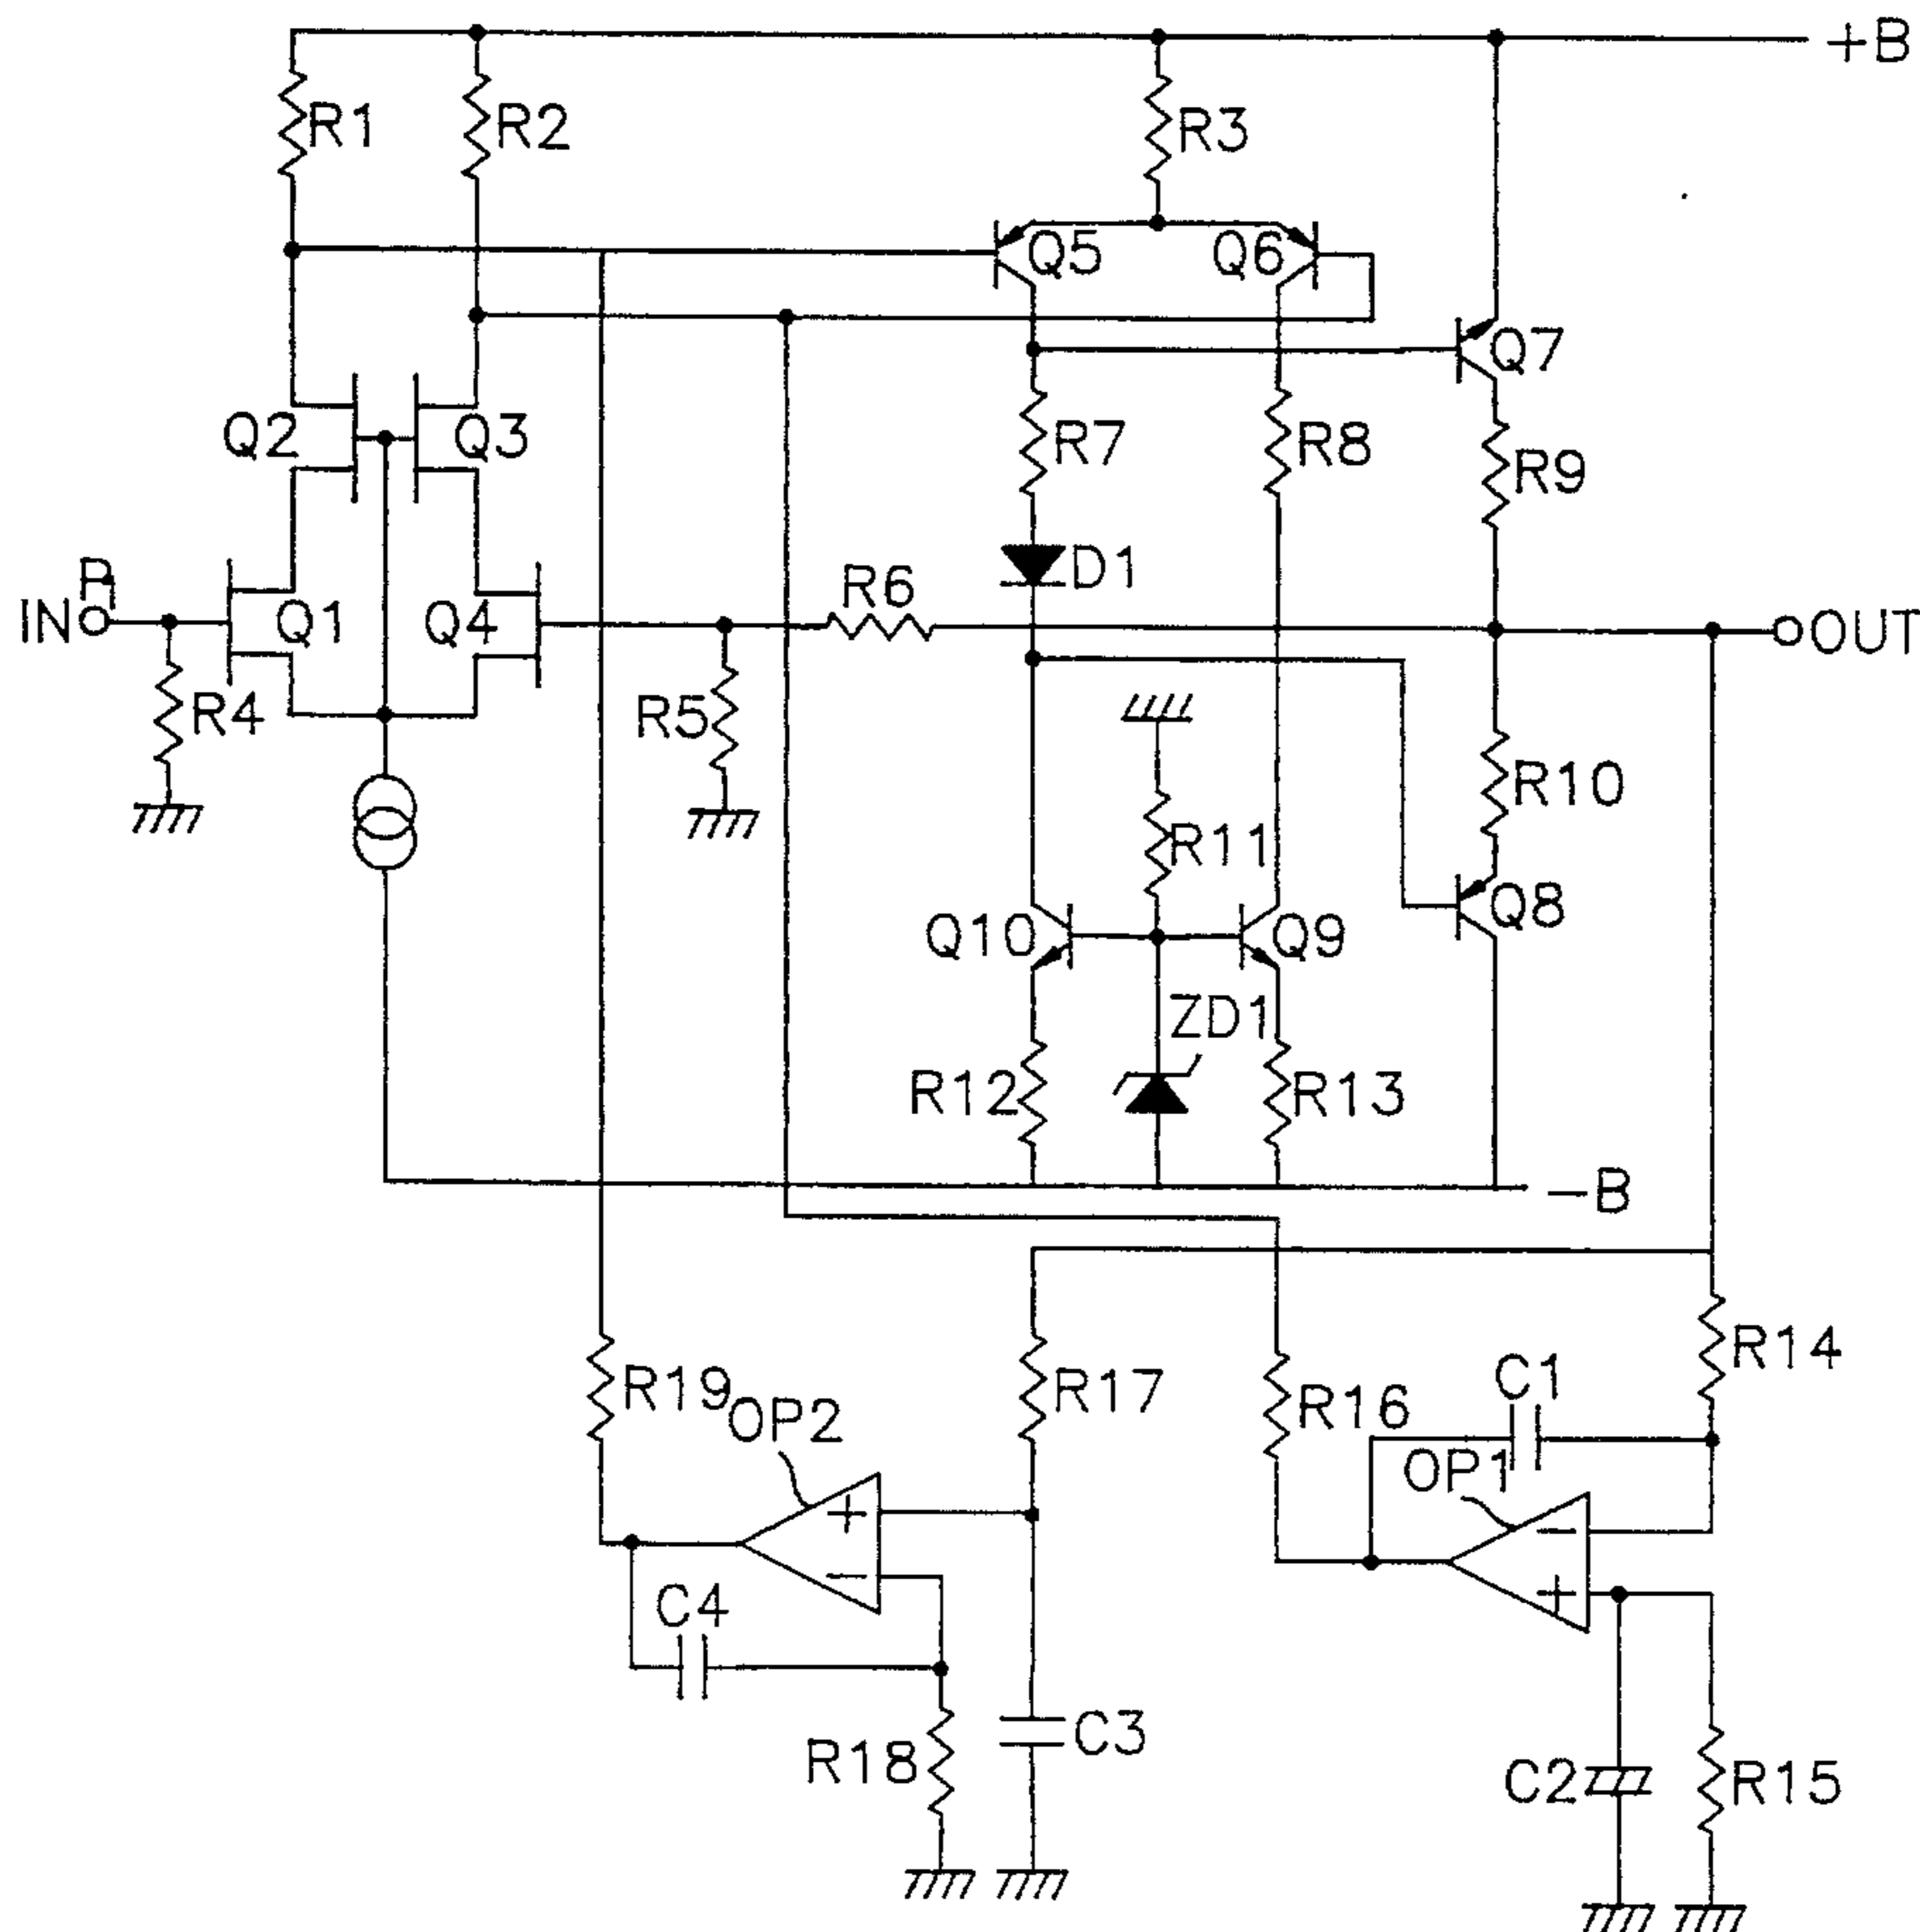 +B
R1
R2
R3
Q5
Q6
Q7
Q2
Q3
R7
R8
R9
P1
IN
Q1
Q4
R6
D1
OUT
R4
R5
R10
R11
Q10
Q9
Q8
ZD1
R12
R13
-B
R14
R19
R17
R16
C1
OP2
OP1
+
-
-
+
C4
R18
C3
C2
R15